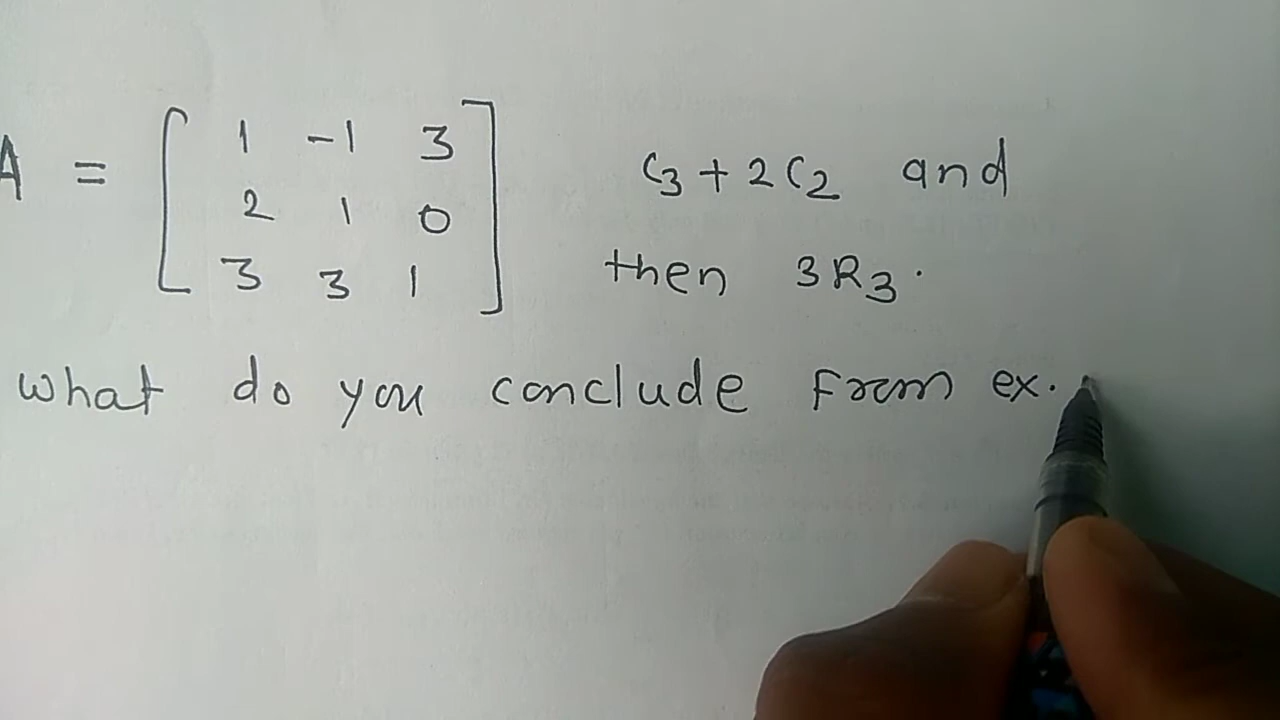 A = [ 1 -1 3
2 1 0
3 3 1 ]
C3 + 2C2 and
then 3R3.
what do you conclude from ex.